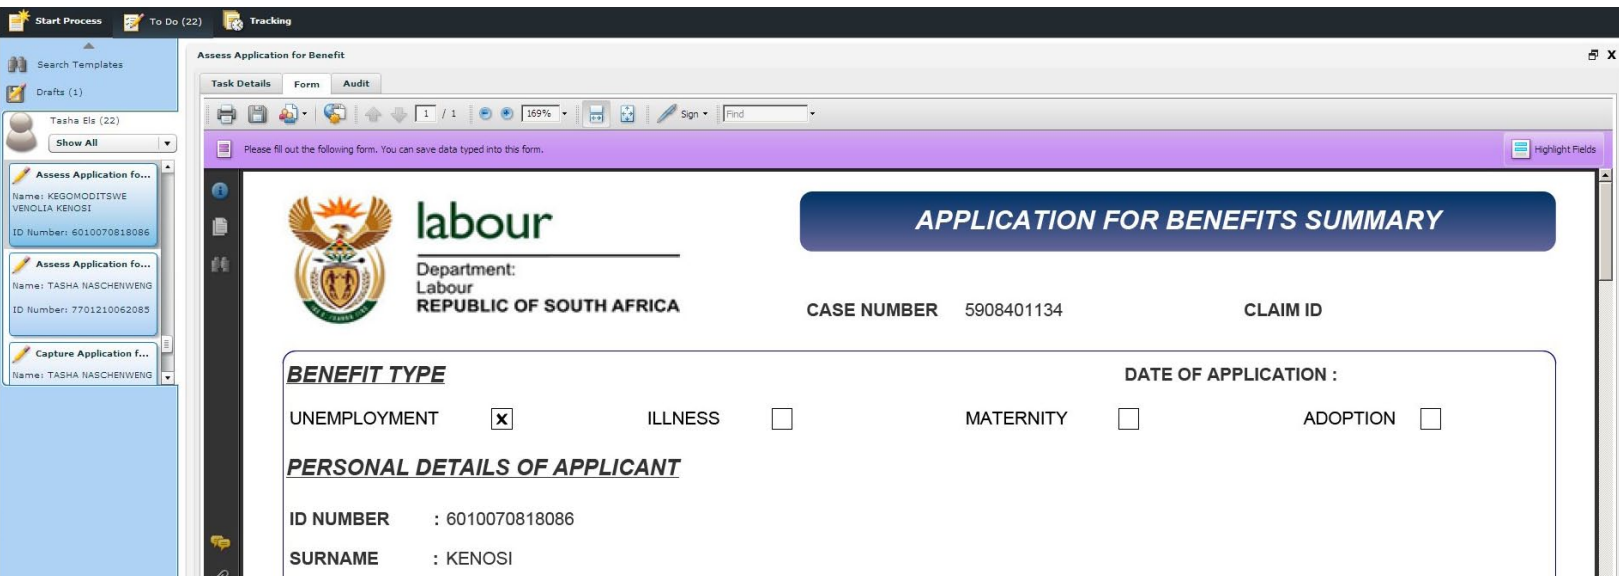 Start Process To Do (22) Tracking
Search Templates
Drafts (1)
Tasha Els (22)
Show All
Assess Application fo...
Name: KEGOMODITSWE
VENOLIA KENOSI
ID Number: 6010070818086
Assess Application fo...
Name: TASHA NASCHENWENG
ID Number: 7701210062085
Capture Application f...
Name: TASHA NASCHENWENG
Assess Application for Benefit
Task Details Form Audit
1 / 1 169% Sign Find
Please fill out the following form. You can save data typed into this form. Highlight Fields
labour
Department:
Labour
REPUBLIC OF SOUTH AFRICA
APPLICATION FOR BENEFITS SUMMARY
CASE NUMBER 5908401134 CLAIM ID
BENEFIT TYPE DATE OF APPLICATION :
UNEMPLOYMENT x ILLNESS MATERNITY ADOPTION
PERSONAL DETAILS OF APPLICANT
ID NUMBER : 6010070818086
SURNAME : KENOSI